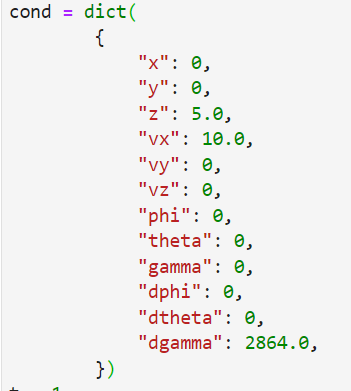 cond = dict(
{
"x": 0,
"y": 0,
"z": 5.0,
"vx": 10.0,
"vy": 0,
"vz": 0,
"phi": 0,
"theta": 0,
"gamma": 0,
"dphi": 0,
"dtheta": 0,
"dgamma": 2864.0,
})